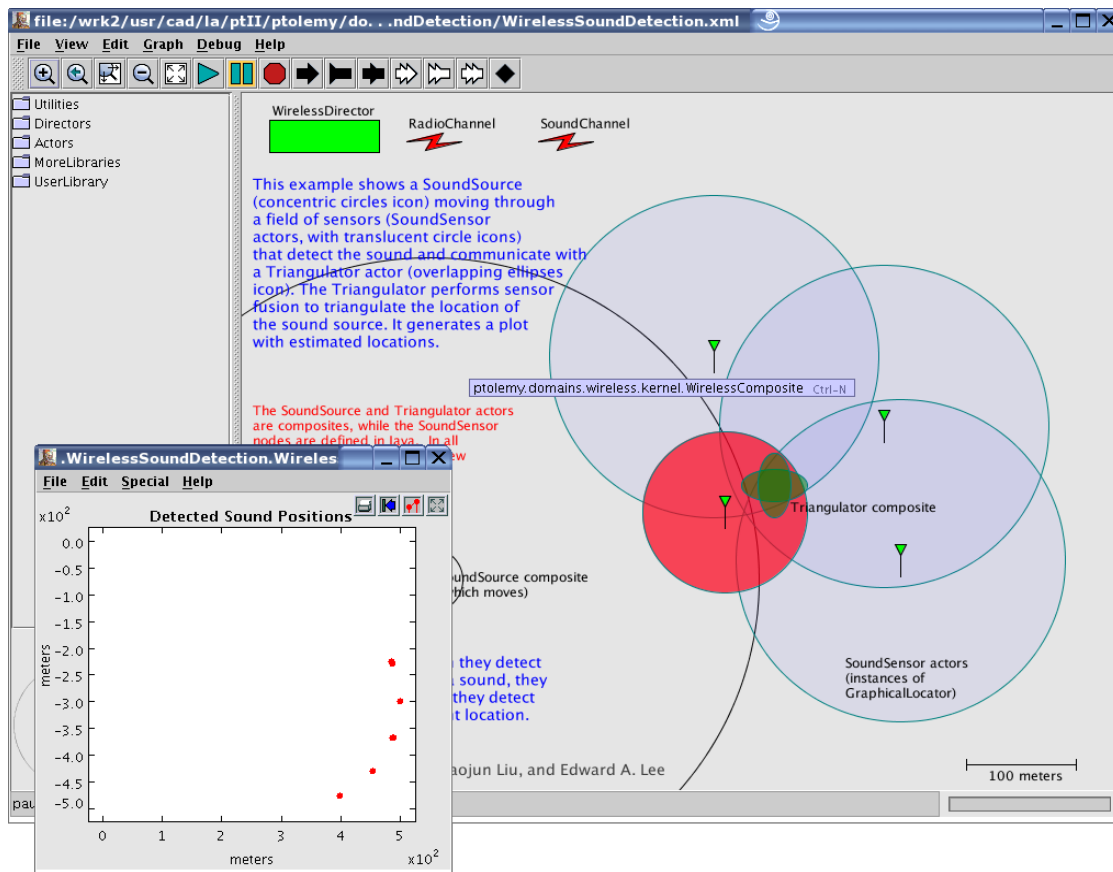 file:/wrk2/usr/cad/la/ptII/ptolemy/do. . .ndDetection/WirelessSoundDetection.xml
File View Edit Graph Debug Help
Utilities
Directors
Actors
MoreLibraries
UserLibrary
WirelessDirector
RadioChannel
SoundChannel
This example shows a SoundSource
(concentric circles icon) moving through
a field of sensors (SoundSensor
actors, with translucent circle icons)
that detect the sound and communicate with
a Triangulator actor (overlapping ellipses
icon). The Triangulator performs sensor
fusion to triangulate the location of
the sound source. It generates a plot
with estimated locations.
ptolemy.domains.wireless.kernel.WirelessComposite Ctrl-N
The SoundSource and Triangulator actors
are composites, while the SoundSensor
nodes are defined in Java. In all
Triangulator composite
SoundSource composite
which moves)
they detect
sound, they
they detect
location.
SoundSensor actors
(instances of
GraphicalLocator)
Liu, and Edward A. Lee
100 meters
.WirelessSoundDetection.Wireles
File Edit Special Help
x10²
Detected Sound Positions
0.0
-0.5
-1.0
-1.5
-2.0
-2.5
-3.0
-3.5
-4.0
-4.5
-5.0
meters
0 1 2 3 4 5
meters
x10²